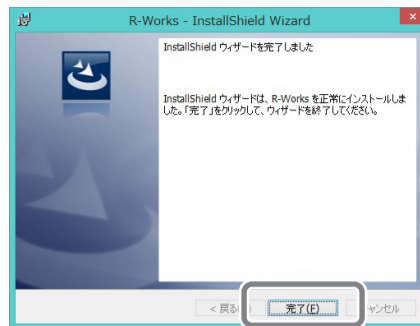 R-Works - InstallShield Wizard
InstallShield ウィザードを完了しました
InstallShield ウィザードは、R-Works を正常にインストールしま
した。「完了」をクリックして、ウィザードを終了してください。
< 戻る 完了(F) ャンセル